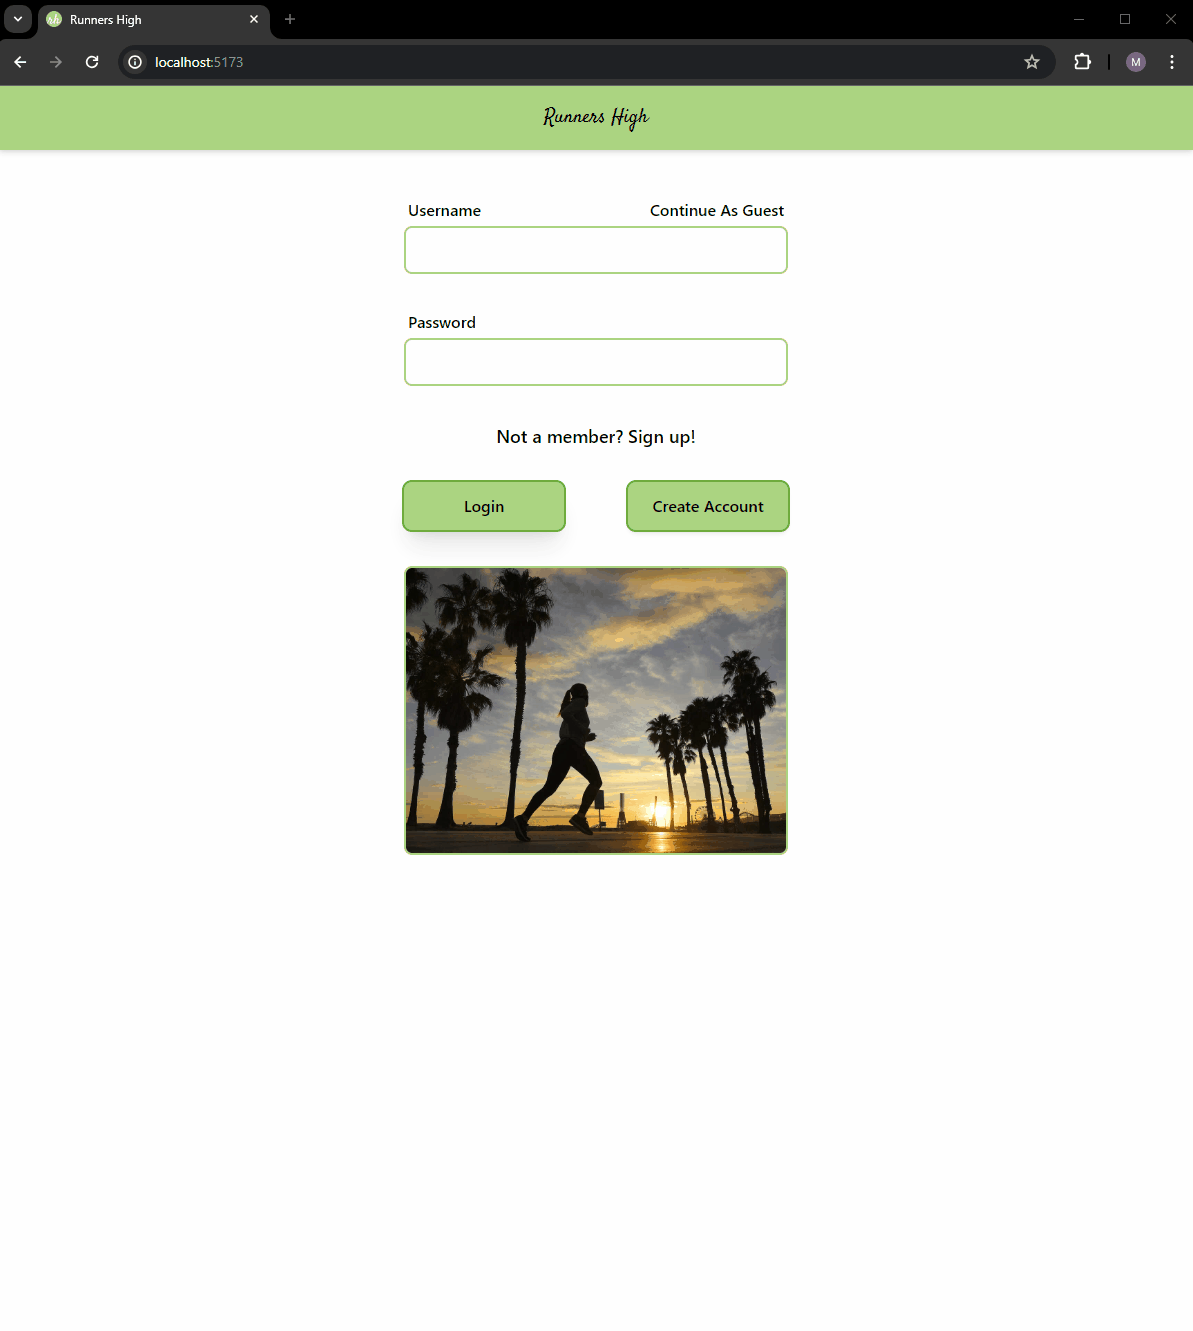 Runners High
localhost:5173
M
Runners High
Username
Continue As Guest
Password
Not a member? Sign up!
Login
Create Account